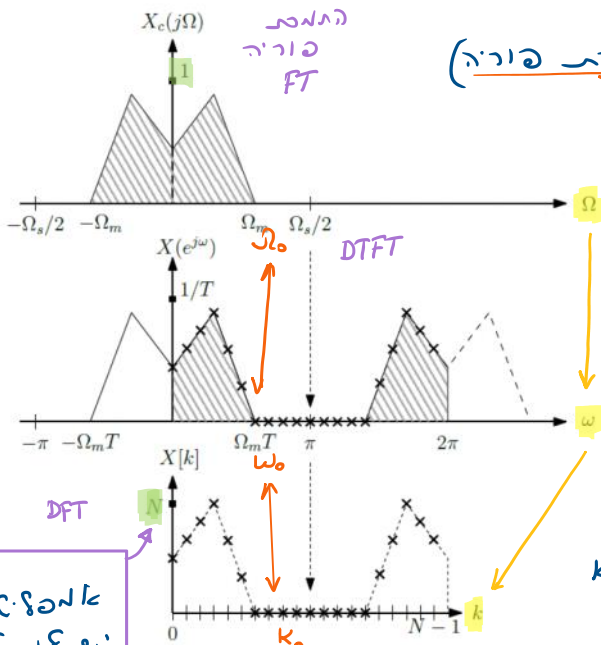 X_c(jΩ)
התמרת
פוריה
FT
ת פוריה)
1
-Ω_s/2 -Ω_m Ω_m Ω_s/2 Ω
Ω₀
X(e^{jω}) DTFT
1/T
-π -Ω_mT Ω_mT π 2π ω
ω₀
X[k]
DFT N
K
0 N − 1 k
K₀